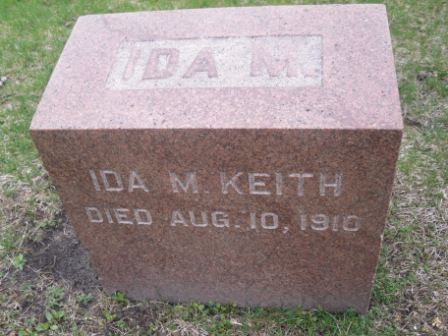 IDA M.
IDA M. KEITH
DIED AUG. 10, 1910